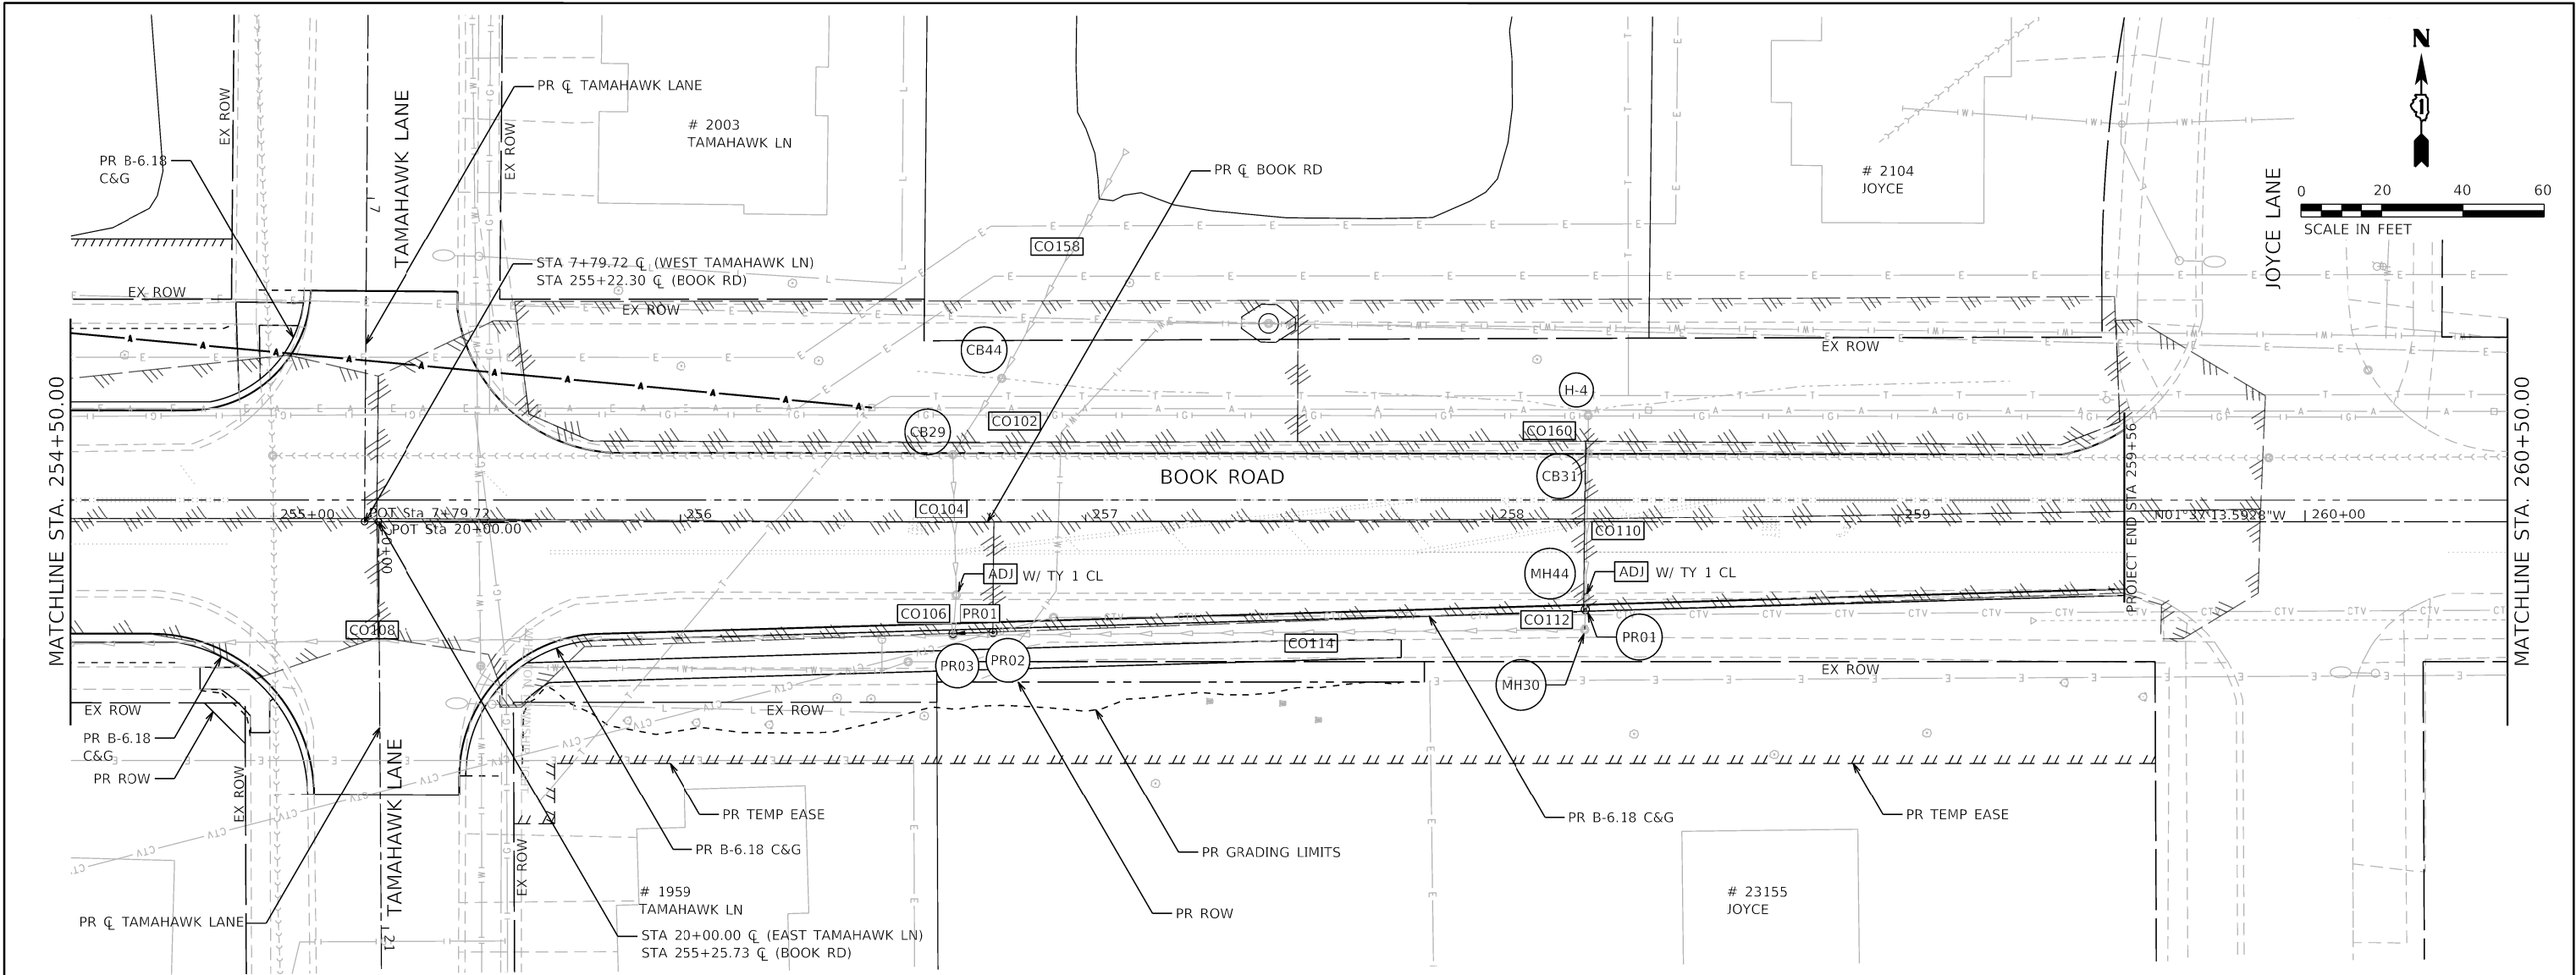 N
0 20 40 60
SCALE IN FEET
JOYCE LANE
PR ℄ TAMAHAWK LANE
TAMAHAWK LANE
EX ROW
EX ROW
# 2003
TAMAHAWK LN
PR B-6.18
C&G
PR ℄ BOOK RD
# 2104
JOYCE
7
CO158
STA 7+79.72 ℄ (WEST TAMAHAWK LN)
STA 255+22.30 ℄ (BOOK RD)
EX ROW
EX ROW
EX ROW
CB44
H-4
CB29
CO102
CO160
CB31
BOOK ROAD
MATCHLINE STA. 254+50.00
MATCHLINE STA. 260+50.00
PROJECT END STA 259+56
CO104
255+00
POT Sta 7+79.72
256
257
258
259
N01°37'13.5928"W
260+00
POT Sta 20+00.00
CO110
ADJ W/ TY 1 CL
MH44
ADJ W/ TY 1 CL
CO106
PR01
CO108
CO112
CO114
PR01
PR03
PR02
MH30
EX ROW
EX ROW
EX ROW
PR B-6.18
C&G
PR ROW
EX ROW
TAMAHAWK LANE
PR TEMP EASE
PR B-6.18 C&G
PR TEMP EASE
PR B-6.18 C&G
PR GRADING LIMITS
EX ROW
# 1959
TAMAHAWK LN
# 23155
JOYCE
PR ROW
PR ℄ TAMAHAWK LANE
21
STA 20+00.00 ℄ (EAST TAMAHAWK LN)
STA 255+25.73 ℄ (BOOK RD)